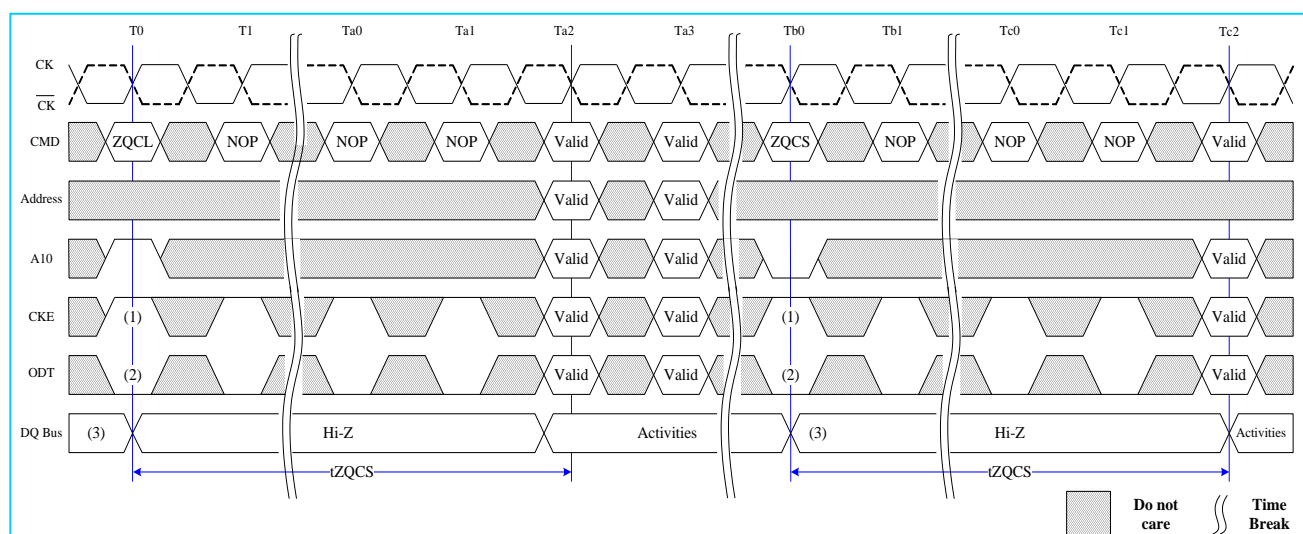 T0 T1 Ta0 Ta1 Ta2 Ta3 Tb0 Tb1 Tc0 Tc1 Tc2
CK
CK
CMD ZQCL NOP NOP NOP Valid Valid ZQCS NOP NOP NOP Valid
Address Valid Valid
A10 Valid Valid Valid
CKE (1) Valid Valid (1) Valid
ODT (2) Valid Valid (2) Valid
DQ Bus (3) Hi-Z Activities (3) Hi-Z Activities
tZQCS tZQCS
Do not care
Time Break